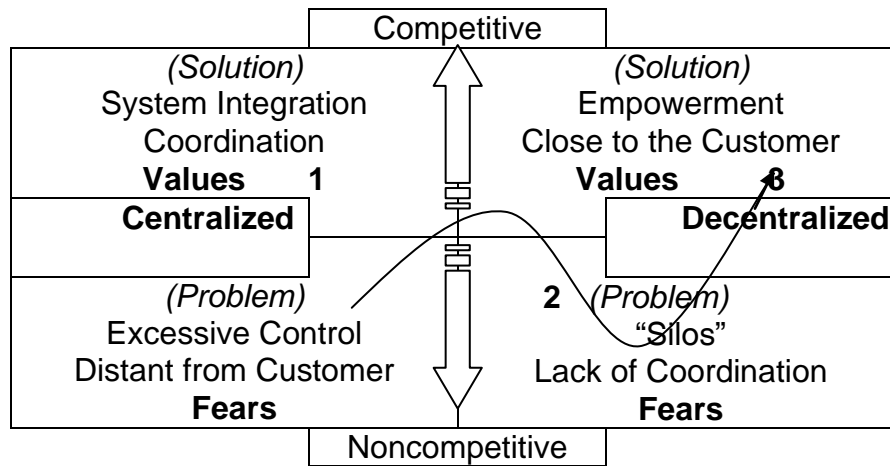 Competitive
(Solution)
System Integration
Coordination
Values 1
(Solution)
Empowerment
Close to the Customer
Values 3
Centralized
Decentralized
(Problem)
Excessive Control
Distant from Customer
Fears
2 (Problem)
“Silos”
Lack of Coordination
Fears
Noncompetitive